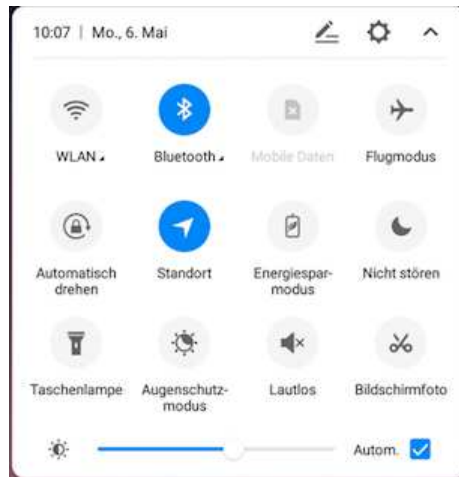 10:07 | Mo., 6. Mai
WLAN Bluetooth Mobile Daten Flugmodus
Automatisch drehen Standort Energiespar-modus Nicht stören
Taschenlampe Augenschutz-modus Lautlos Bildschirmfoto
Autom.